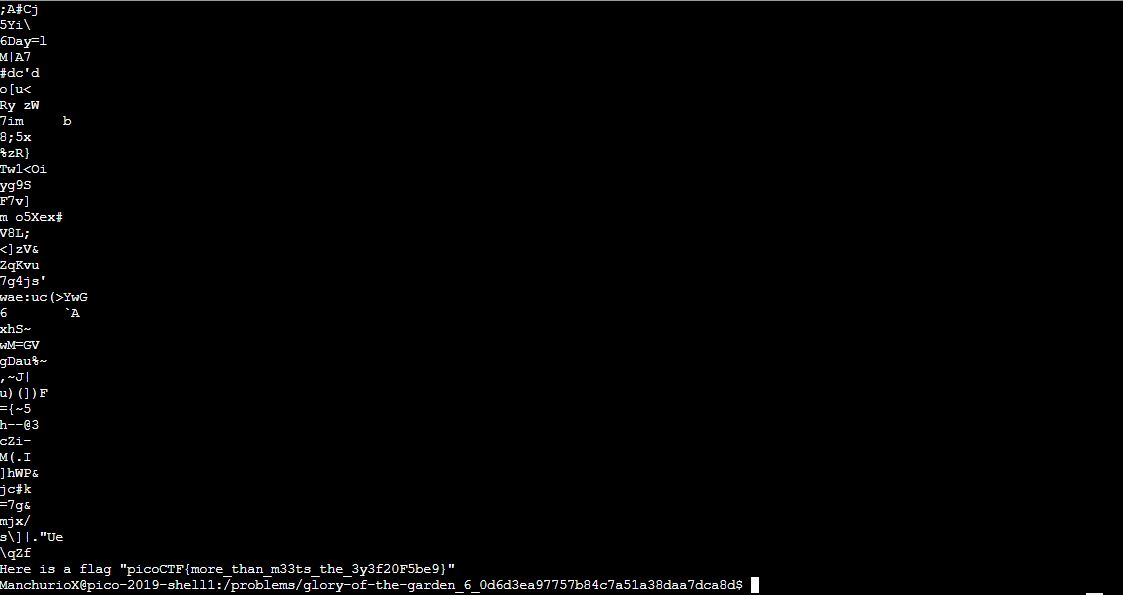 ;A#Cj
5Yi\
6Day=l
M|A7
#dc'd
o[u<
Ry zW
7im     b
8;5x
%zR}
Tw1<Oi
yg9S
F7v]
m o5Xex#
V8L;
<]zV&
ZqKvu
7g4js'
wae:uc(>YwG
6       `A
xhS~
wM=GV
gDau%~
,~J|
u)(])F
={~5
h--@3
cZi-
M(.I
]hWP&
jc#k
=7g&
mjx/
s\]|."Ue
\qZf
Here is a flag "picoCTF{more_than_m33ts_the_3y3f20F5be9}"
ManchurioX@pico-2019-shell1:/problems/glory-of-the-garden_6_0d6d3ea97757b84c7a51a38daa7dca8d$